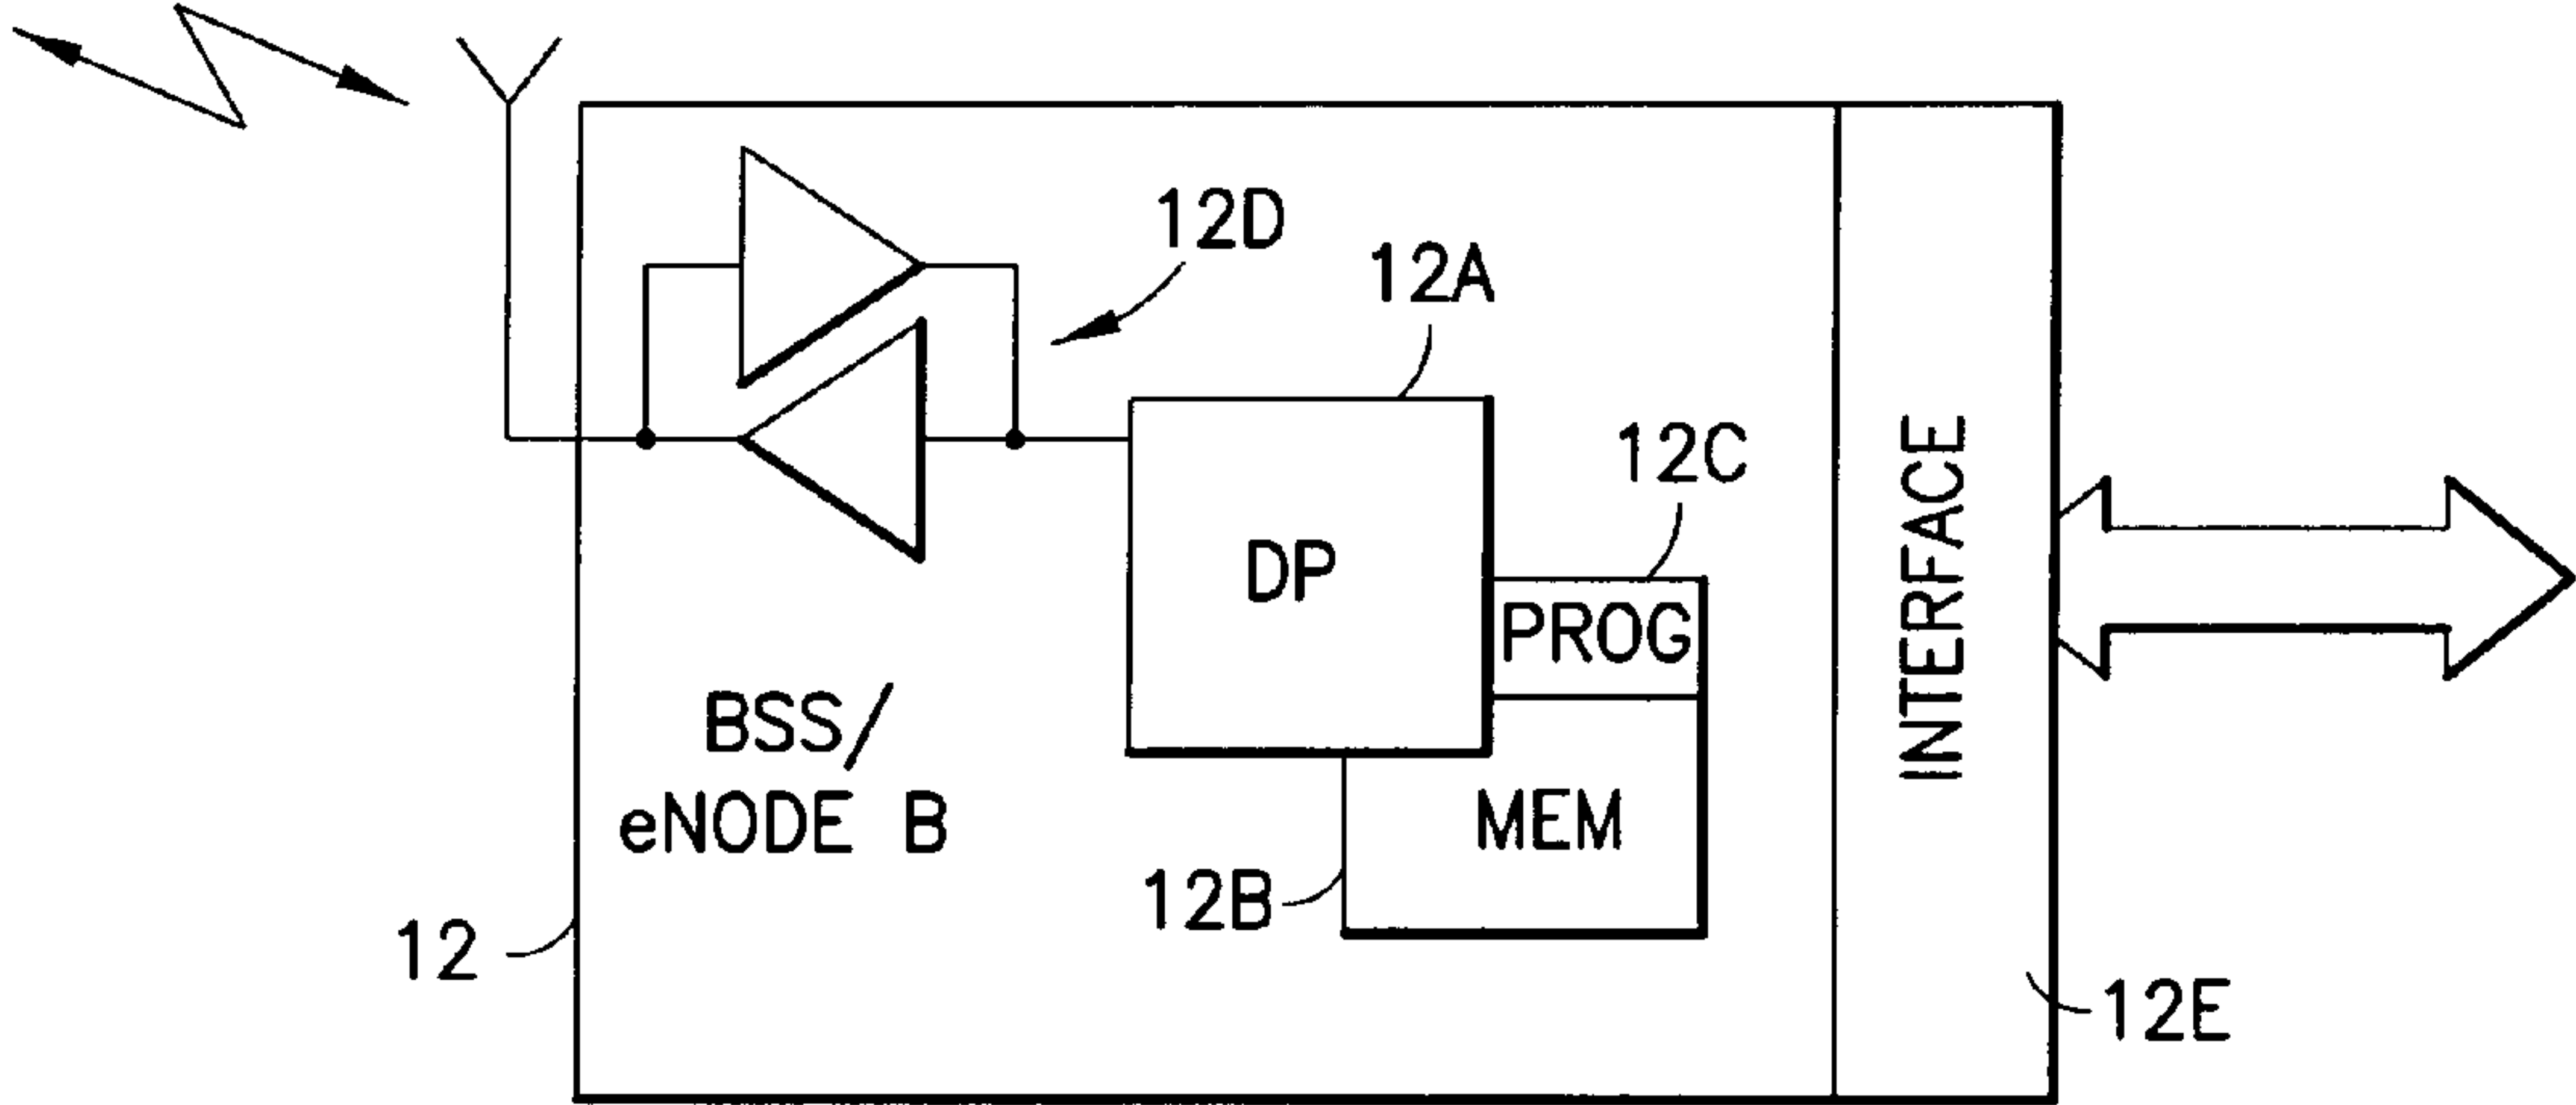 12D
12A
12C
DP
PROG
INTERFACE
BSS/
eNODE B
MEM
12B
12
12E